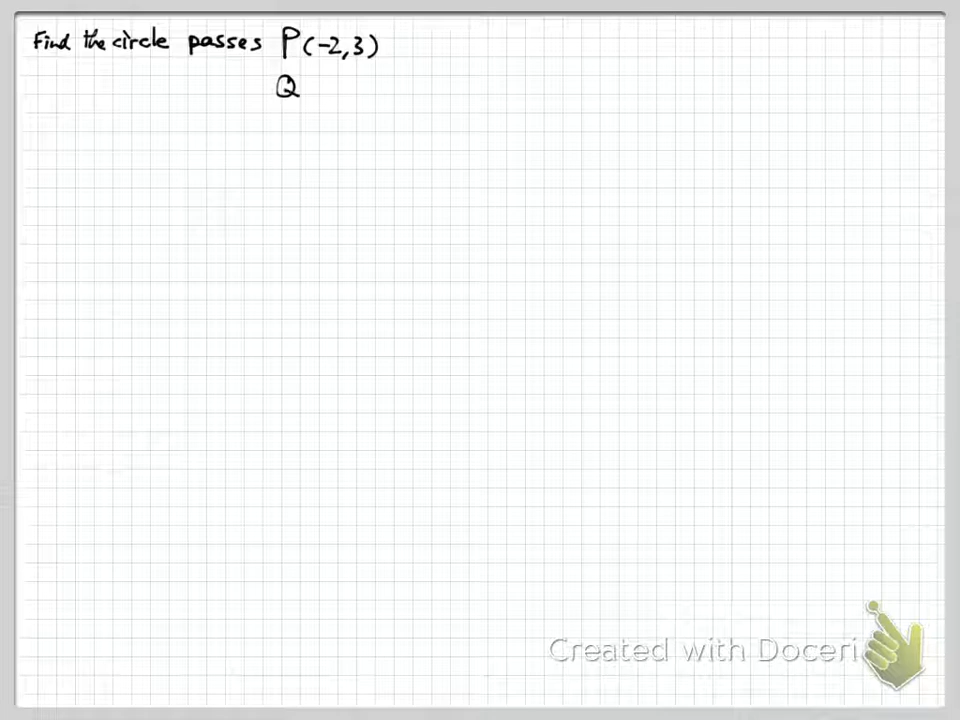 Find the circle passes P(-2,3)
Q
Created with Doceri